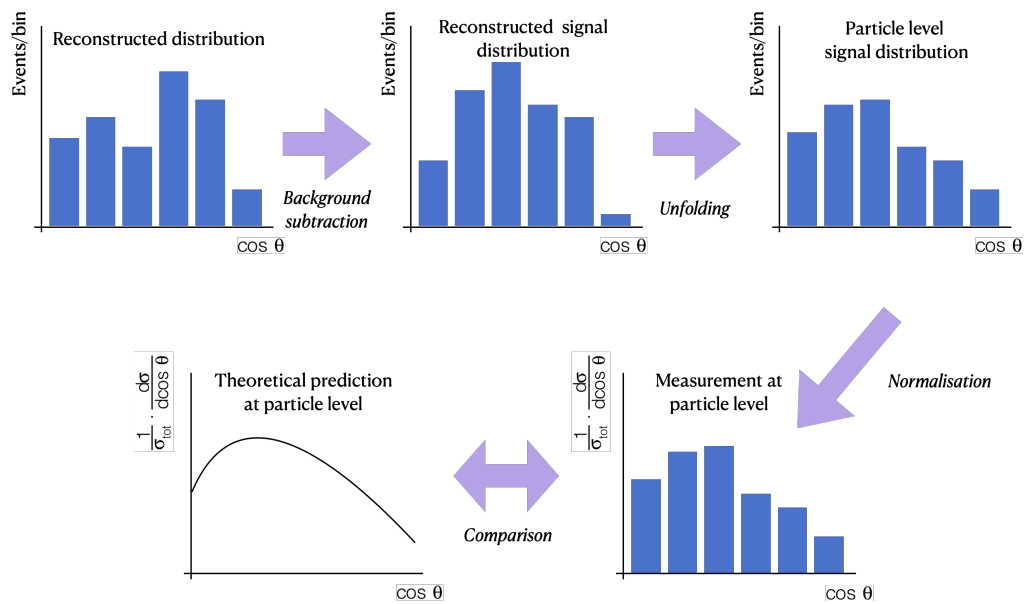 Events/bin
Reconstructed distribution
cos θ
Background
subtraction
Events/bin
Reconstructed signal
distribution
cos θ
Unfolding
Events/bin
Particle level
signal distribution
cos θ
Normalisation
1/σtot · dσ/dcos θ
Theoretical prediction
at particle level
cos θ
Comparison
1/σtot · dσ/dcos θ
Measurement at
particle level
cos θ